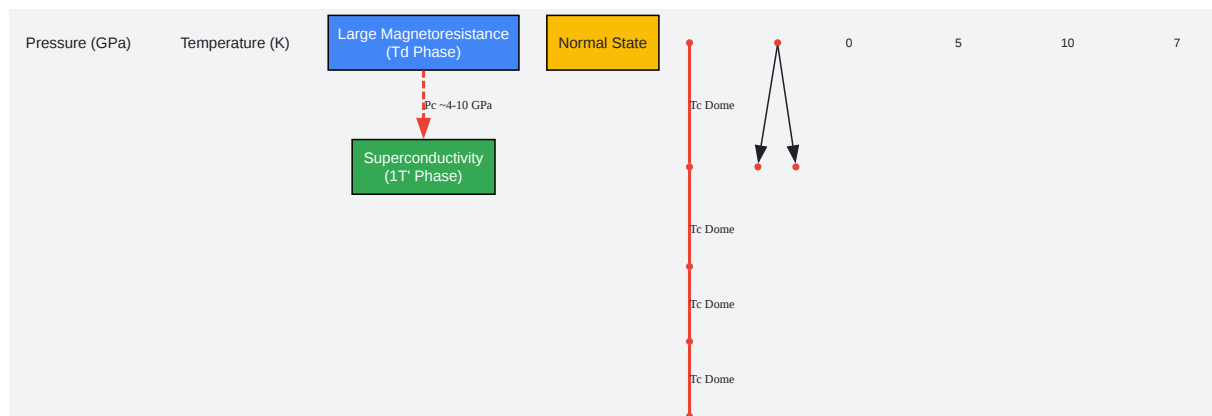 Pressure (GPa)
Temperature (K)
Large Magnetoresistance
(Td Phase)
Normal State
0
5
10
7
Pc ~4-10 GPa
Tc Dome
Superconductivity
(1T' Phase)
Tc Dome
Tc Dome
Tc Dome